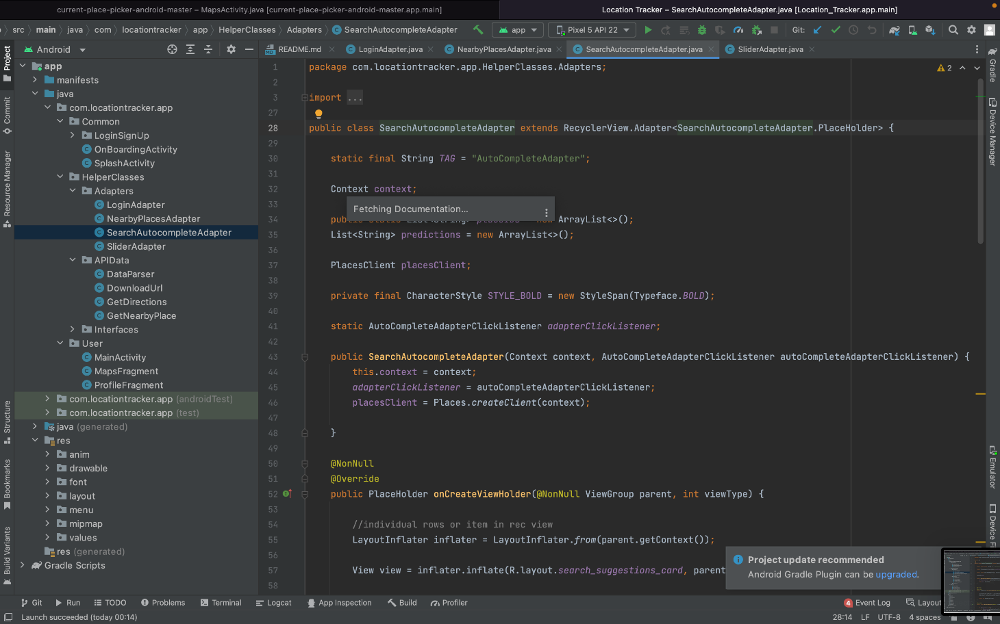 current-place-picker-android-master – MapsActivity.java [current-place-picker-android-master.app.main]
Location Tracker – SearchAutocompleteAdapter.java [Location_Tracker.app.main]
src main java com locationtracker app HelperClasses Adapters SearchAutocompleteAdapter
app
Pixel 5 API 22
Git:
Project
Commit
Resource Manager
Structure
Bookmarks
Build Variants
Android
README.md
LoginAdapter.java
NearbyPlacesAdapter.java
SearchAutocompleteAdapter.java
SliderAdapter.java
app
manifests
java
com.locationtracker.app
Common
LoginSignUp
OnBoardingActivity
SplashActivity
HelperClasses
Adapters
LoginAdapter
NearbyPlacesAdapter
SearchAutocompleteAdapter
SliderAdapter
APIData
DataParser
DownloadUrl
GetDirections
GetNearbyPlace
Interfaces
User
MainActivity
MapsFragment
ProfileFragment
com.locationtracker.app (androidTest)
com.locationtracker.app (test)
java (generated)
res
anim
drawable
font
layout
menu
mipmap
values
res (generated)
Gradle Scripts
2
1 package com.locationtracker.app.HelperClasses.Adapters;
2
3 import ...
27
28 public class SearchAutocompleteAdapter extends RecyclerView.Adapter<SearchAutocompleteAdapter.PlaceHolder> {
29
30 static final String TAG = "AutoCompleteAdapter";
31
32 Context context;
33
Fetching Documentation...
34 ArrayList<>();
35 List<String> predictions = new ArrayList<>();
36
37 PlacesClient placesClient;
38
39 private final CharacterStyle STYLE_BOLD = new StyleSpan(Typeface.BOLD);
40
41 static AutoCompleteAdapterClickListener adapterClickListener;
42
43 public SearchAutocompleteAdapter(Context context, AutoCompleteAdapterClickListener autoCompleteAdapterClickListener) {
44 this.context = context;
45 adapterClickListener = autoCompleteAdapterClickListener;
46 placesClient = Places.createClient(context);
47
48 }
49
50 @NonNull
51 @Override
52 public PlaceHolder onCreateViewHolder(@NonNull ViewGroup parent, int viewType) {
53
54 //individual rows or item in rec view
55 LayoutInflater inflater = LayoutInflater.from(parent.getContext());
56
57 View view = inflater.inflate(R.layout.search_suggestions_card, parent
58
Gradle
Device Manager
Emulator
Device Fi
Project update recommended
Android Gradle Plugin can be upgraded.
Git
Run
TODO
Problems
Terminal
Logcat
App Inspection
Build
Profiler
4 Event Log
Layout
Launch succeeded (today 00:14)
28:14 LF UTF-8 4 spaces